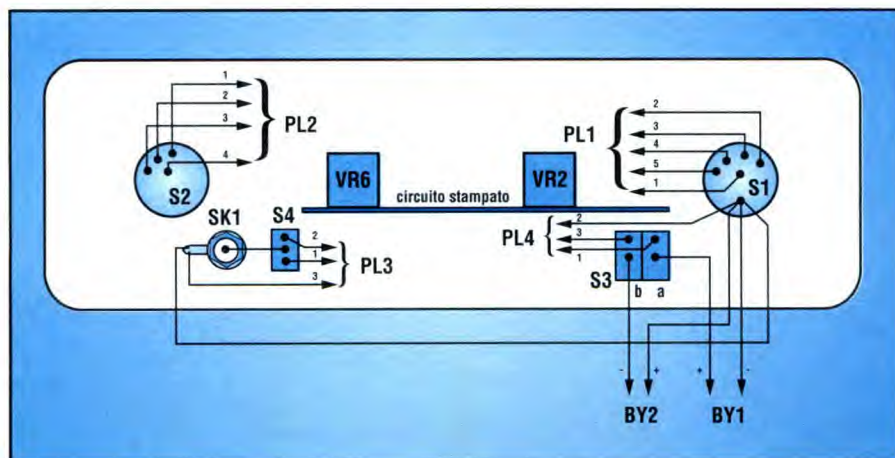 1
2
3
4
PL2
S2
VR6
VR2
circuito stampato
PL1
2
3
4
5
1
S1
SK1
S4
2
1
3
PL3
PL4
2
3
1
S3
b a
- + + -
BY2 BY1